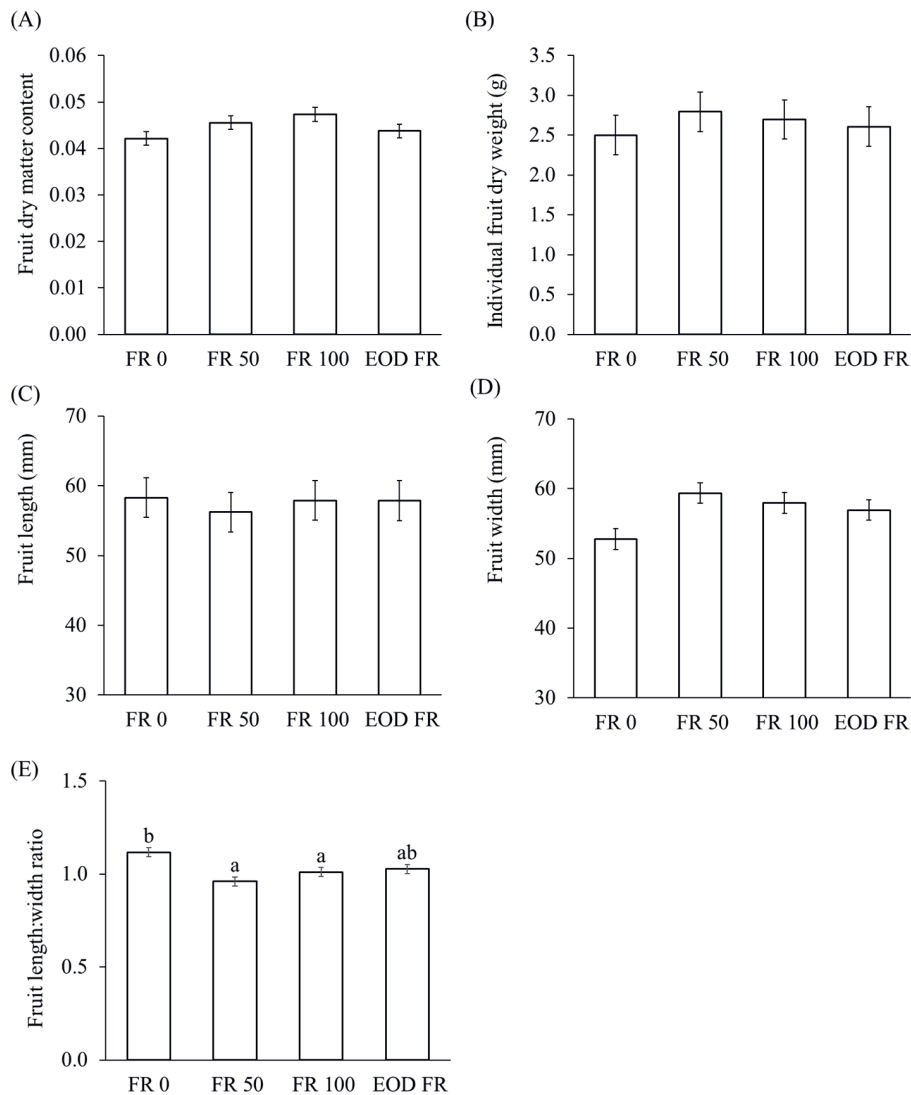 (A)
Fruit dry matter content
0.06
0.05
0.04
0.03
0.02
0.01
0.00
FR 0 FR 50 FR 100 EOD FR
(B)
Individual fruit dry weight (g)
3.5
3.0
2.5
2.0
1.5
1.0
0.5
0.0
FR 0 FR 50 FR 100 EOD FR
(C)
Fruit length (mm)
70
60
50
40
30
FR 0 FR 50 FR 100 EOD FR
(D)
Fruit width (mm)
70
60
50
40
30
FR 0 FR 50 FR 100 EOD FR
(E)
Fruit length:width ratio
1.5
1.0
0.5
0.0
b a a ab
FR 0 FR 50 FR 100 EOD FR